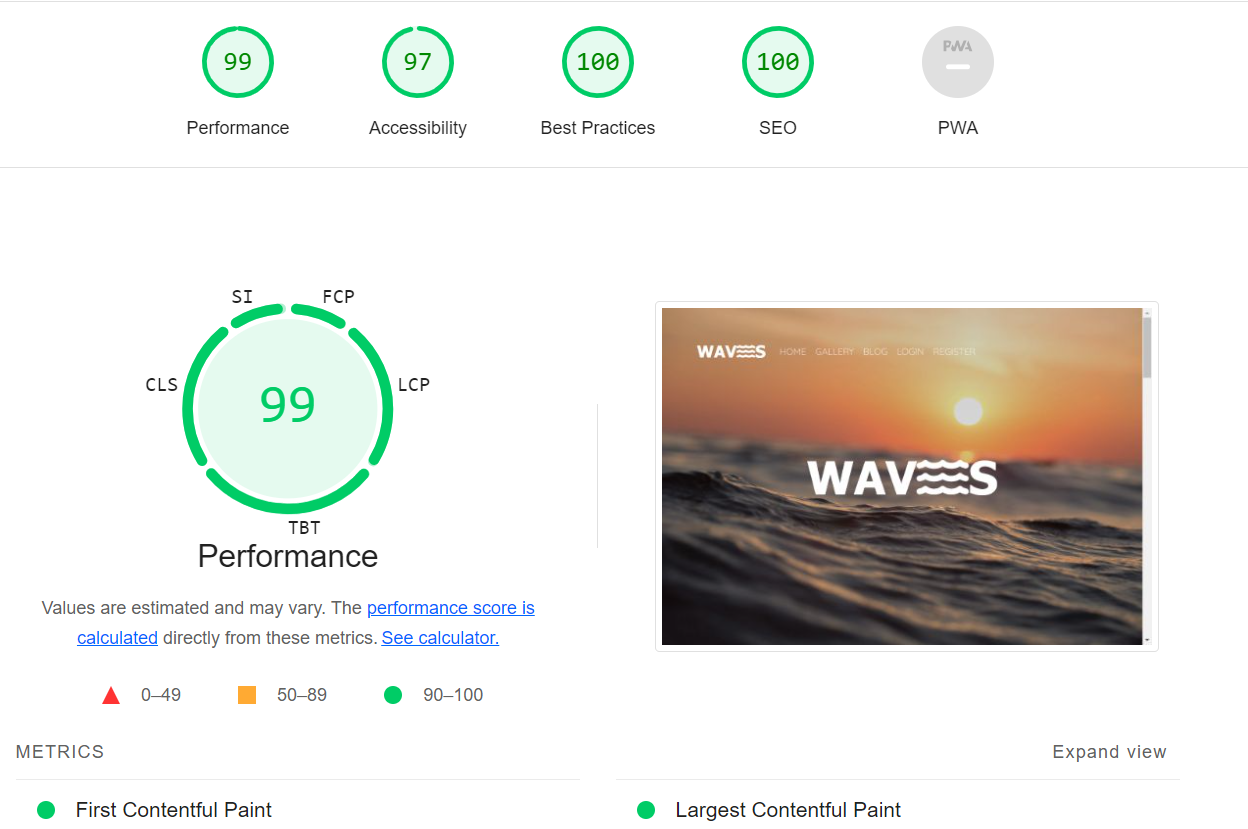 99 97 100 100 PWA
Performance Accessibility Best Practices SEO PWA
SI FCP
CLS LCP
99
TBT
Performance
Values are estimated and may vary. The performance score is
calculated directly from these metrics. See calculator.
0–49 50–89 90–100
WAVES HOME GALLERY BLOG LOGIN REGISTER
WAVES
METRICS Expand view
First Contentful Paint Largest Contentful Paint